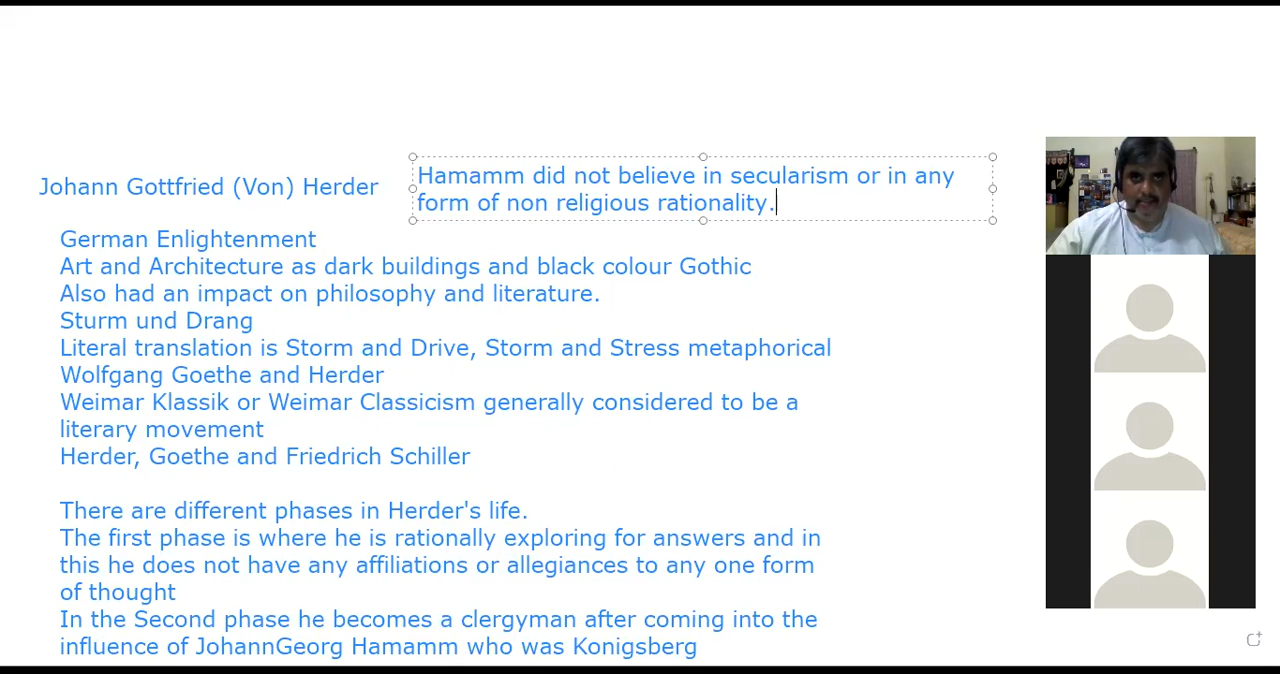 Johann Gottfried (Von) Herder
Hamamm did not believe in secularism or in any
form of non religious rationality.
German Enlightenment
Art and Architecture as dark buildings and black colour Gothic
Also had an impact on philosophy and literature.
Sturm und Drang
Literal translation is Storm and Drive, Storm and Stress metaphorical
Wolfgang Goethe and Herder
Weimar Klassik or Weimar Classicism generally considered to be a
literary movement
Herder, Goethe and Friedrich Schiller
There are different phases in Herder's life.
The first phase is where he is rationally exploring for answers and in
this he does not have any affiliations or allegiances to any one form
of thought
In the Second phase he becomes a clergyman after coming into the
influence of JohannGeorg Hamamm who was Konigsberg